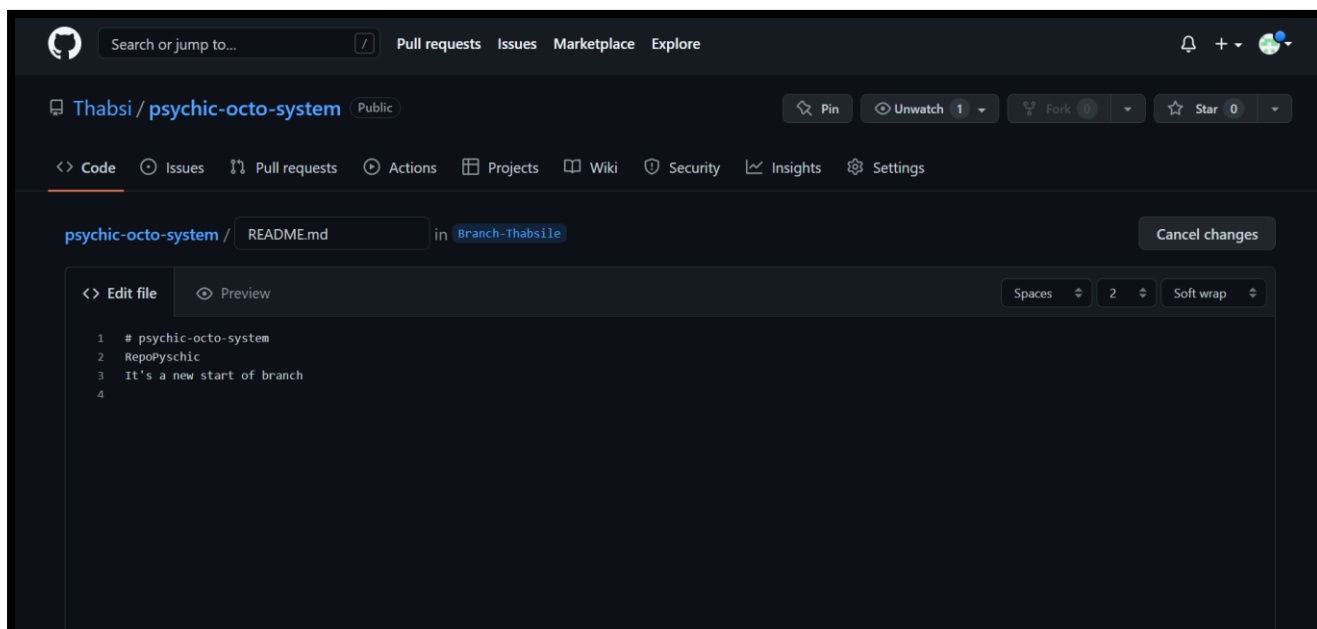 Search or jump to... / Pull requests Issues Marketplace Explore
Thabsi / psychic-octo-system Public Pin Unwatch 1 Fork 0 Star 0
Code Issues Pull requests Actions Projects Wiki Security Insights Settings
psychic-octo-system / README.md in Branch-Thabsile Cancel changes
<> Edit file Preview Spaces 2 Soft wrap
1 # psychic-octo-system
2 RepoPyschic
3 It's a new start of branch
4